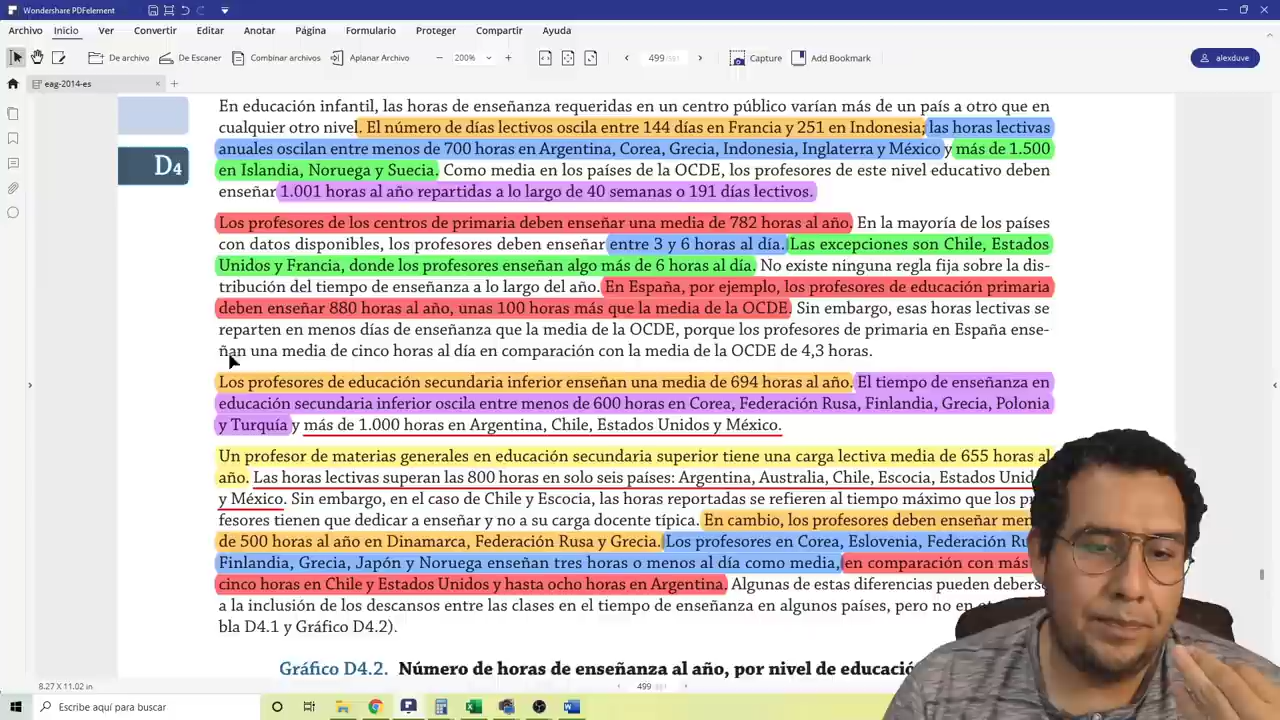 Wondershare PDFelement
Archivo Inicio Ver Convertir Editar Anotar Página Formulario Proteger Compartir Ayuda
De archivo De Escaner Combinar archivos Aplanar Archivo 200% 499 /551 Capture Add Bookmark alexduve
eag-2014-es
D4
En educación infantil, las horas de enseñanza requeridas en un centro público varían más de un país a otro que en
cualquier otro nivel. El número de días lectivos oscila entre 144 días en Francia y 251 en Indonesia; las horas lectivas
anuales oscilan entre menos de 700 horas en Argentina, Corea, Grecia, Indonesia, Inglaterra y México y más de 1.500
en Islandia, Noruega y Suecia. Como media en los países de la OCDE, los profesores de este nivel educativo deben
enseñar 1.001 horas al año repartidas a lo largo de 40 semanas o 191 días lectivos.
Los profesores de los centros de primaria deben enseñar una media de 782 horas al año. En la mayoría de los países
con datos disponibles, los profesores deben enseñar entre 3 y 6 horas al día. Las excepciones son Chile, Estados
Unidos y Francia, donde los profesores enseñan algo más de 6 horas al día. No existe ninguna regla fija sobre la dis-
tribución del tiempo de enseñanza a lo largo del año. En España, por ejemplo, los profesores de educación primaria
deben enseñar 880 horas al año, unas 100 horas más que la media de la OCDE. Sin embargo, esas horas lectivas se
reparten en menos días de enseñanza que la media de la OCDE, porque los profesores de primaria en España ense-
ñan una media de cinco horas al día en comparación con la media de la OCDE de 4,3 horas.
Los profesores de educación secundaria inferior enseñan una media de 694 horas al año. El tiempo de enseñanza en
educación secundaria inferior oscila entre menos de 600 horas en Corea, Federación Rusa, Finlandia, Grecia, Polonia
y Turquía y más de 1.000 horas en Argentina, Chile, Estados Unidos y México.
Un profesor de materias generales en educación secundaria superior tiene una carga lectiva media de 655 horas al
año. Las horas lectivas superan las 800 horas en solo seis países: Argentina, Australia, Chile, Escocia, Estados Unid
y México. Sin embargo, en el caso de Chile y Escocia, las horas reportadas se refieren al tiempo máximo que los p
fesores tienen que dedicar a enseñar y no a su carga docente típica. En cambio, los profesores deben enseñar men
de 500 horas al año en Dinamarca, Federación Rusa y Grecia. Los profesores en Corea, Eslovenia, Federación Ru
Finlandia, Grecia, Japón y Noruega enseñan tres horas o menos al día como media, en comparación con más
cinco horas en Chile y Estados Unidos y hasta ocho horas en Argentina. Algunas de estas diferencias pueden deberse
a la inclusión de los descansos entre las clases en el tiempo de enseñanza en algunos países, pero no en
bla D4.1 y Gráfico D4.2).
Gráfico D4.2. Número de horas de enseñanza al año, por nivel de educació
8.27 x 11.02 in 499
Escribe aquí para buscar